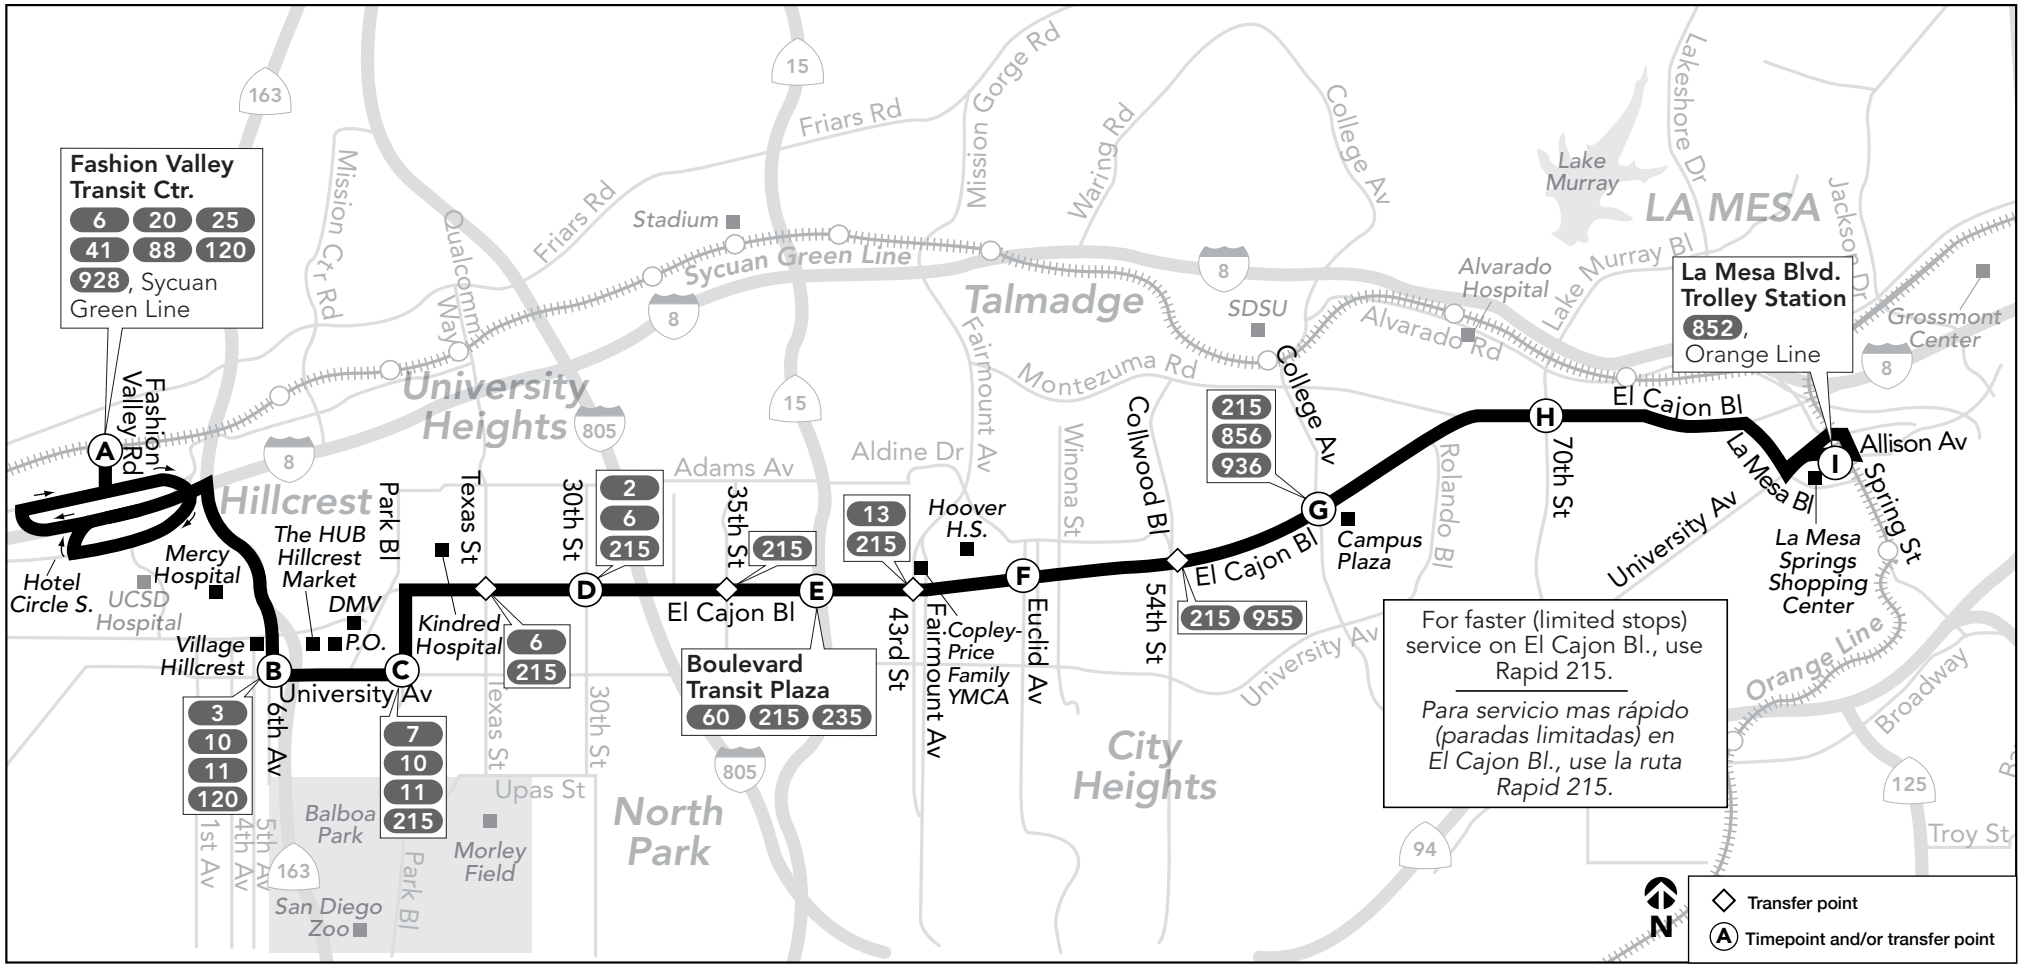 163
15
Mission Gorge Rd
Friars Rd
Waring Rd
College Av
Lakeshore Dr
Lake
Murray
LA MESA
Jackson Dr
Fashion Valley
Transit Ctr.
6 20 25
41 88 120
928, Sycuan
Green Line
Mission Ctr Rd
Qualcomm
Way
Friars Rd
Stadium
Sycuan Green Line
8
Talmadge
8
SDSU
Alvarado
Hospital
Alvarado Rd
Lake Murray Bl
La Mesa Blvd.
Trolley Station
852,
Orange Line
Grossmont
Center
8
Fashion
Valley Rd
A
University
Heights
805
15
8
Hillcrest
Fairmount Av
Montezuma Rd
Aldine Dr
Adams Av
Winona St
Collwood Bl
College Av
215
856
936
Rolando Bl
H
70th St
El Cajon Bl
La Mesa Bl
Allison Av
I
Spring St
University Av
Hotel
Circle S.
UCSD
Hospital
Mercy
Hospital
The HUB
Hillcrest
Market
DMV
P.O.
Park Bl
Texas St
30th St
2
6
215
35th St
215
13
215
Hoover
H.S.
G
Campus
Plaza
La Mesa
Springs
Shopping
Center
Village
Hillcrest
B
University Av
C
Kindred
Hospital
6
215
D
El Cajon Bl
E
43rd St
Fairmount Av
Copley-
Price
Family
YMCA
F
Euclid Av
54th St
El Cajon Bl
215 955
University Av
Boulevard
Transit Plaza
60 215 235
3
10
11
120
6th Av
7
10
11
215
Texas St
30th St
805
For faster (limited stops)
service on El Cajon Bl., use
Rapid 215.
Para servicio mas rápido
(paradas limitadas) en
El Cajon Bl., use la ruta
Rapid 215.
Orange Line
Broadway
125
Troy St
City
Heights
North
Park
Upas St
Balboa
Park
Morley
Field
1st Av
4th Av
5th Av
163
Park Bl
San Diego
Zoo
94
N
Transfer point
A Timepoint and/or transfer point